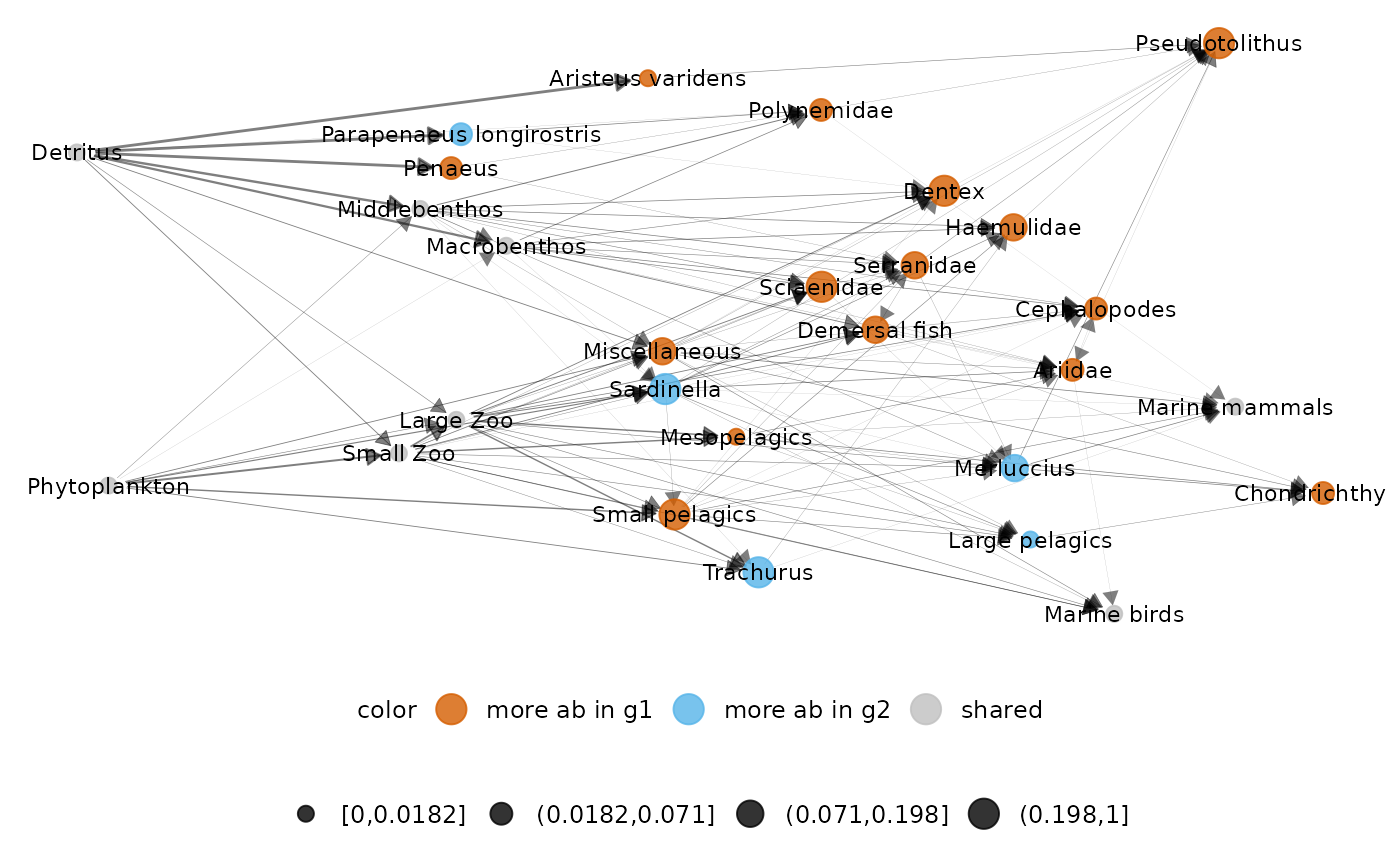 Pseudotolithus
Aristeus varidens
Polynemidae
Parapenaeus longirostris
Detritus
Penaeus
Dentex
Middlebenthos
Haemulidae
Macrobenthos
Serranidae
Sciaenidae
Cephalopodes
Demersal fish
Miscellaneous
Ariidae
Sardinella
Marine mammals
Large Zoo
Mesopelagics
Small Zoo
Merluccius
Phytoplankton
Chondrichthy
Small pelagics
Large pelagics
Trachurus
Marine birds
color more ab in g1 more ab in g2 shared
[0,0.0182] (0.0182,0.071] (0.071,0.198] (0.198,1]